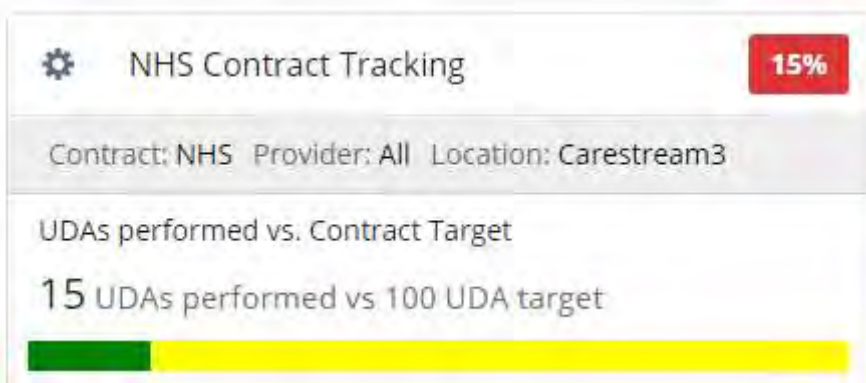 NHS Contract Tracking 15%
Contract: NHS Provider: All Location: Carestream3
UDAs performed vs. Contract Target
15 UDAs performed vs 100 UDA target